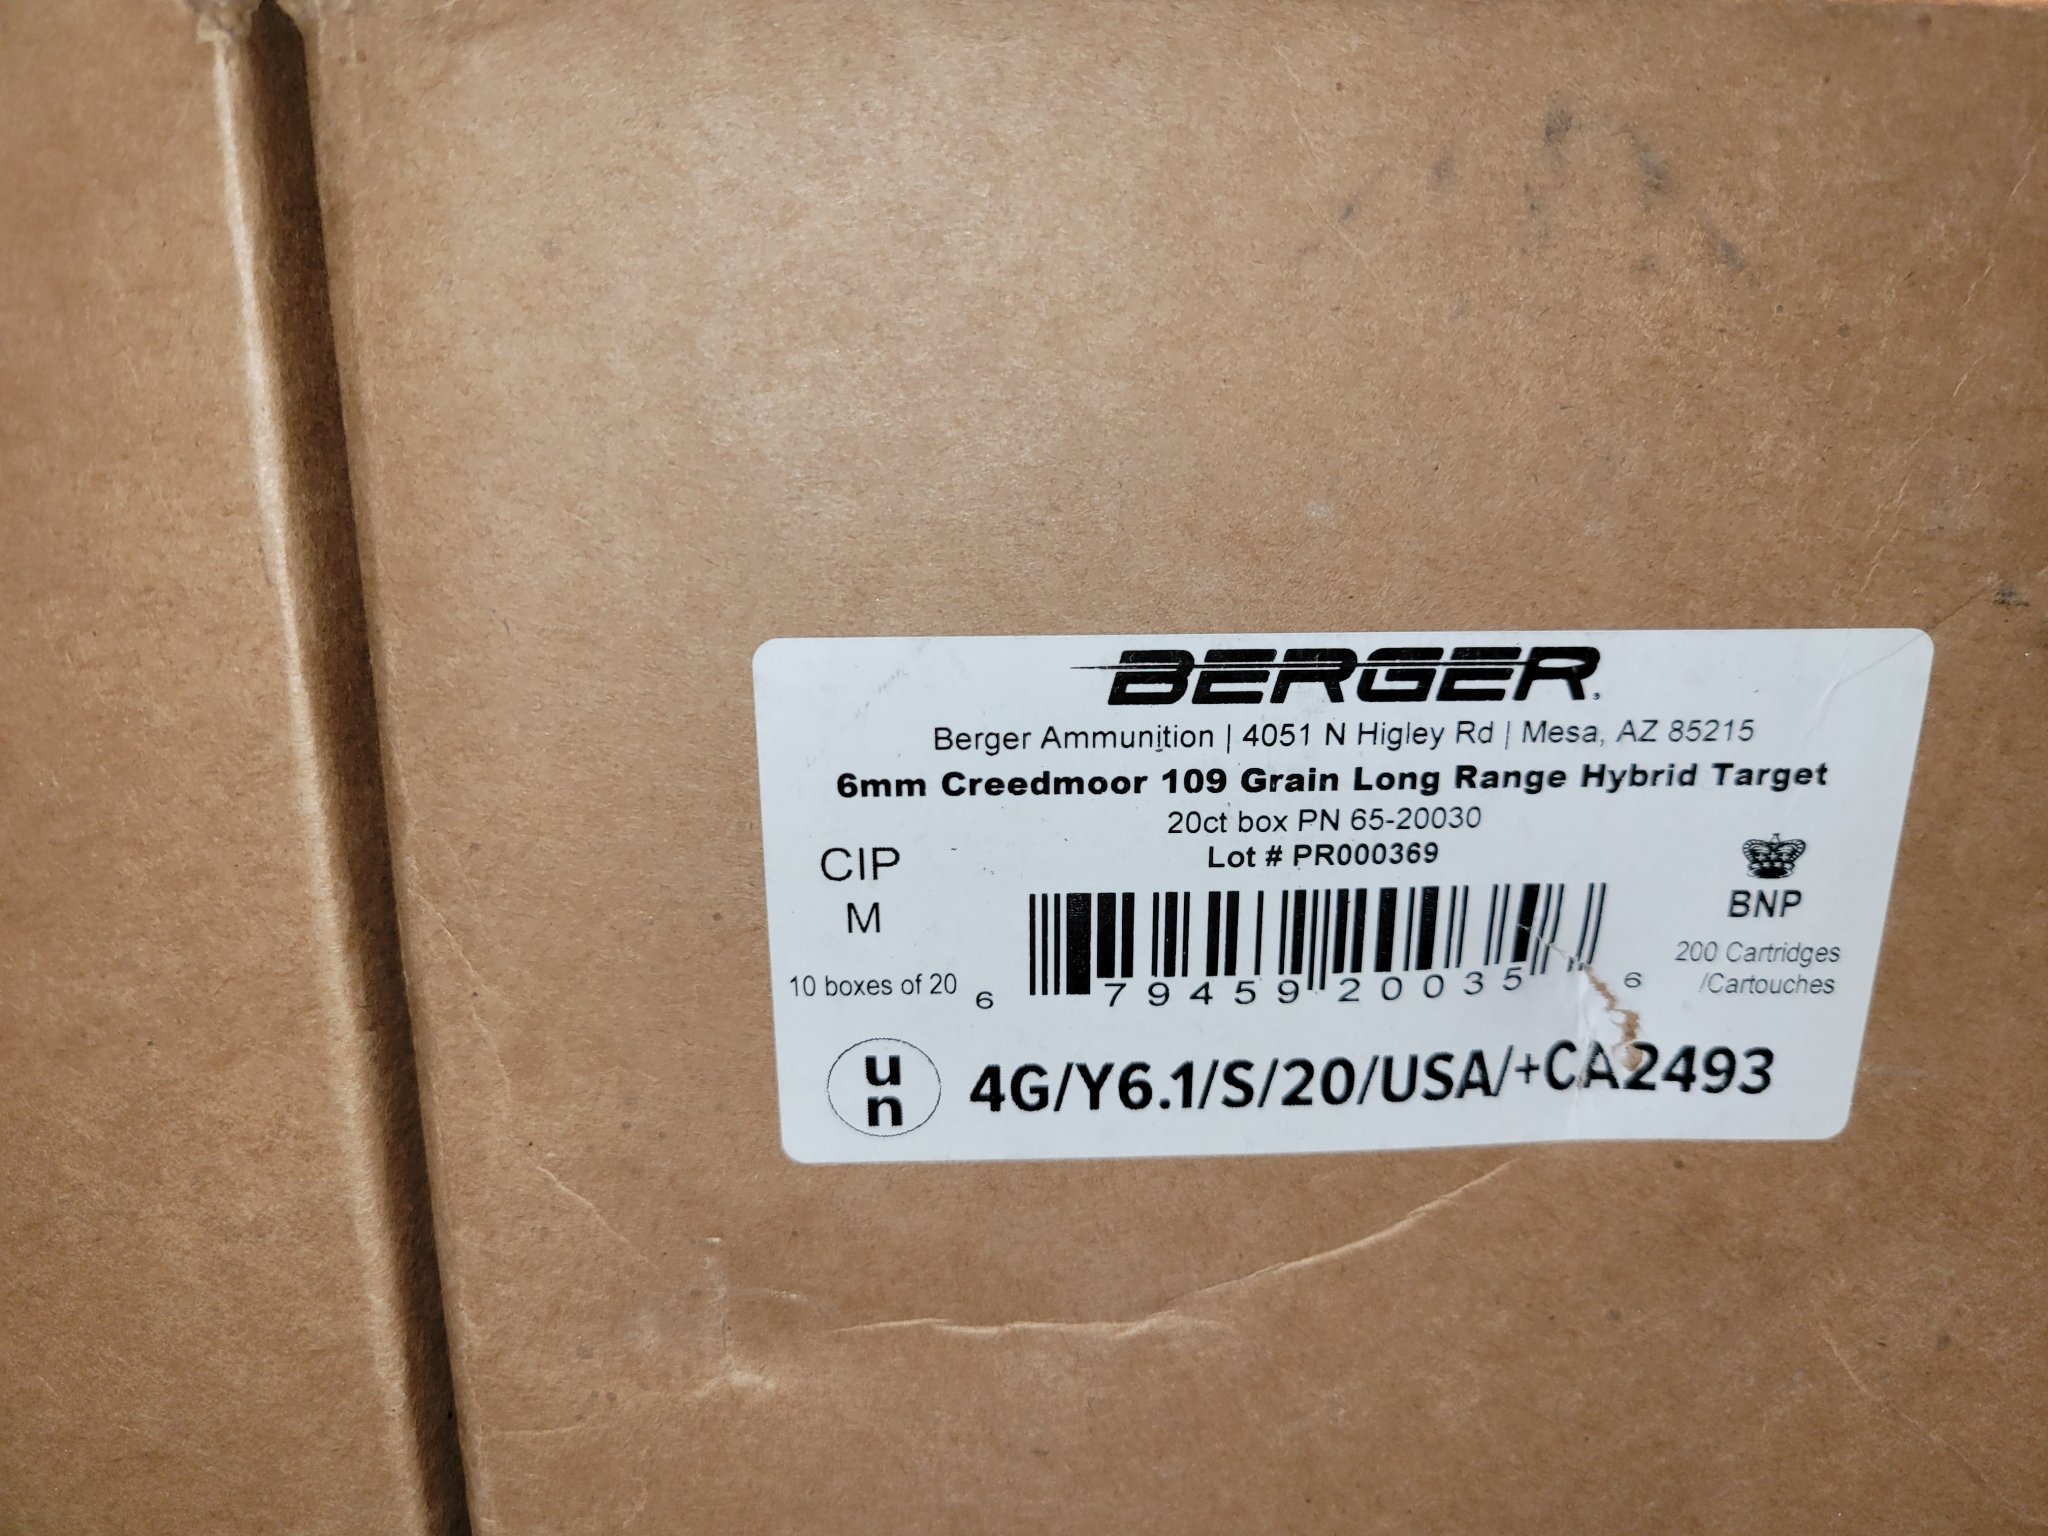 BERGER.
Berger Ammunition | 4051 N Higley Rd | Mesa, AZ 85215
6mm Creedmoor 109 Grain Long Range Hybrid Target
20ct box PN 65-20030
Lot # PR000369
CIP
M
BNP
10 boxes of 20
200 Cartridges
/Cartouches
6 79459 20035 6
un
4G/Y6.1/S/20/USA/+CA2493